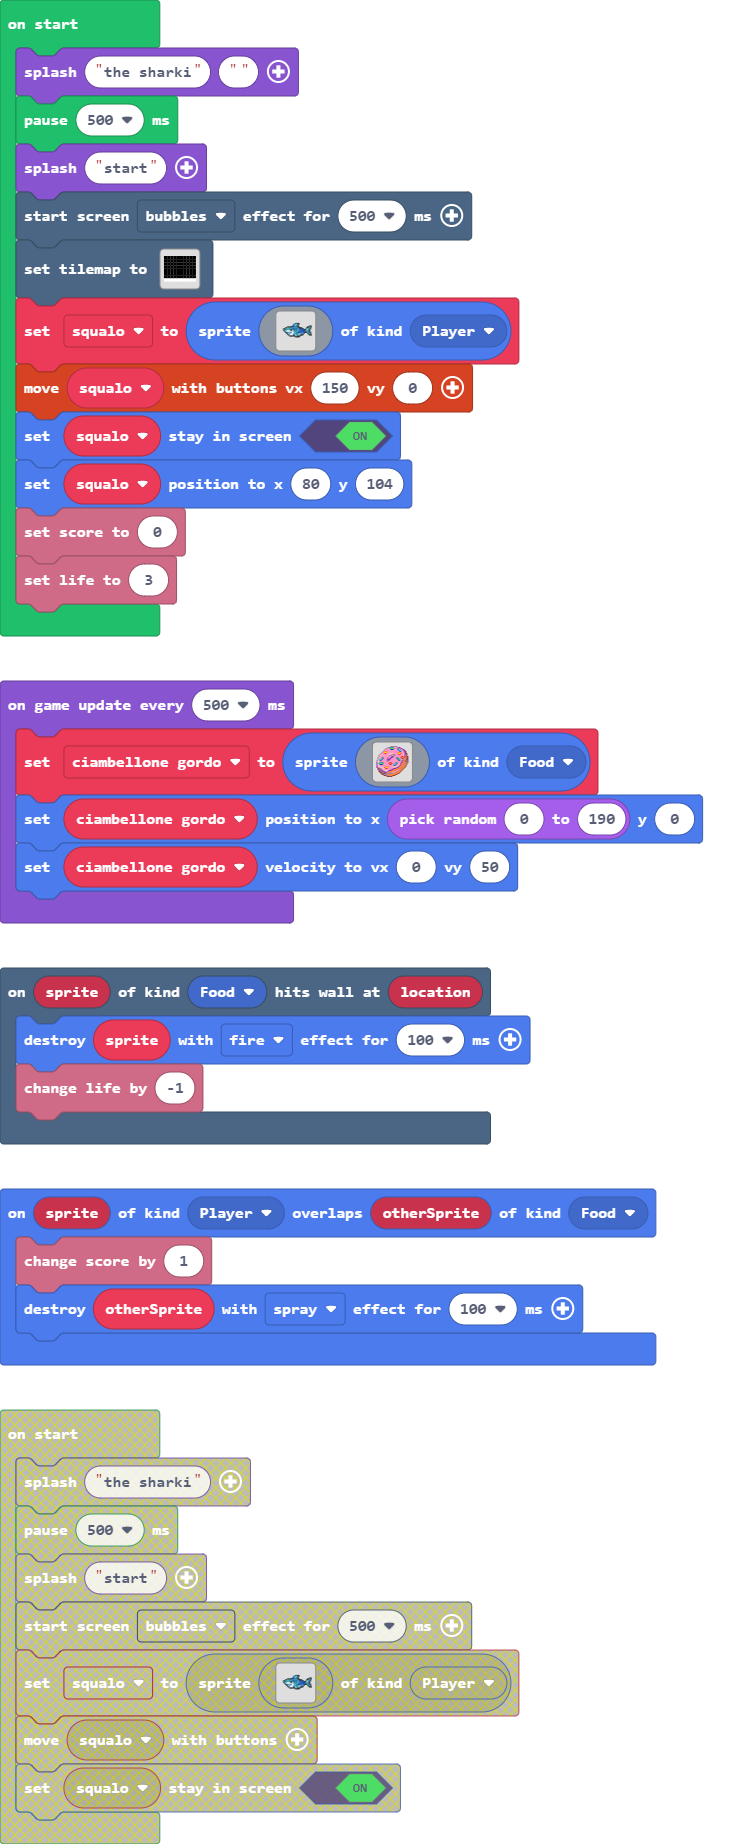 on start
splash "the sharki" " "
pause 500 ms
splash "start"
start screen bubbles effect for 500 ms
set tilemap to
set squalo to sprite of kind Player
move squalo with buttons vx 150 vy 0
set squalo stay in screen ON
set squalo position to x 80 y 104
set score to 0
set life to 3
on game update every 500 ms
set ciambellone gordo to sprite of kind Food
set ciambellone gordo position to x pick random 0 to 190 y 0
set ciambellone gordo velocity to vx 0 vy 50
on sprite of kind Food hits wall at location
destroy sprite with fire effect for 100 ms
change life by -1
on sprite of kind Player overlaps otherSprite of kind Food
change score by 1
destroy otherSprite with spray effect for 100 ms
on start
splash "the sharki"
pause 500 ms
splash "start"
start screen bubbles effect for 500 ms
set squalo to sprite of kind Player
move squalo with buttons
set squalo stay in screen ON